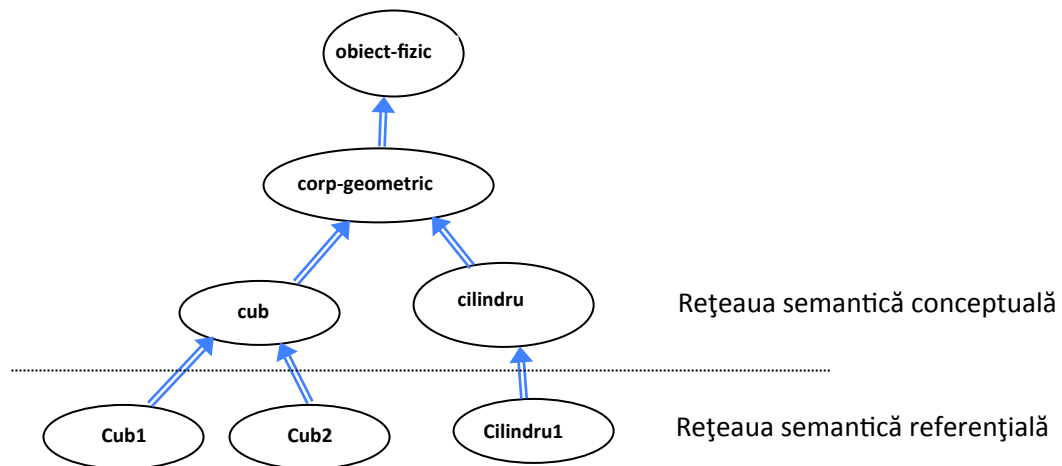 obiect-fizic
corp-geometric
cub
cilindru
Reţeaua semantică conceptuală
Cub1
Cub2
Cilindru1
Reţeaua semantică referenţială